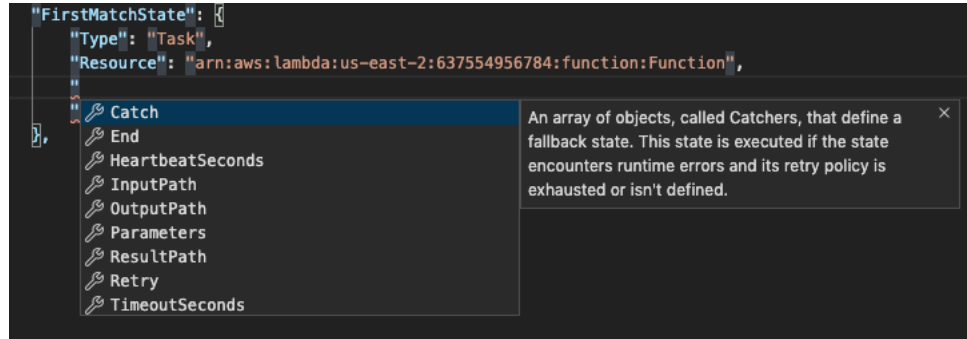 "FirstMatchState": {
"Type": "Task",
"Resource": "arn:aws:lambda:us-east-2:637554956784:function:Function",
"
"
},
Catch
End
HeartbeatSeconds
InputPath
OutputPath
Parameters
ResultPath
Retry
TimeoutSeconds
An array of objects, called Catchers, that define a
fallback state. This state is executed if the state
encounters runtime errors and its retry policy is
exhausted or isn't defined.